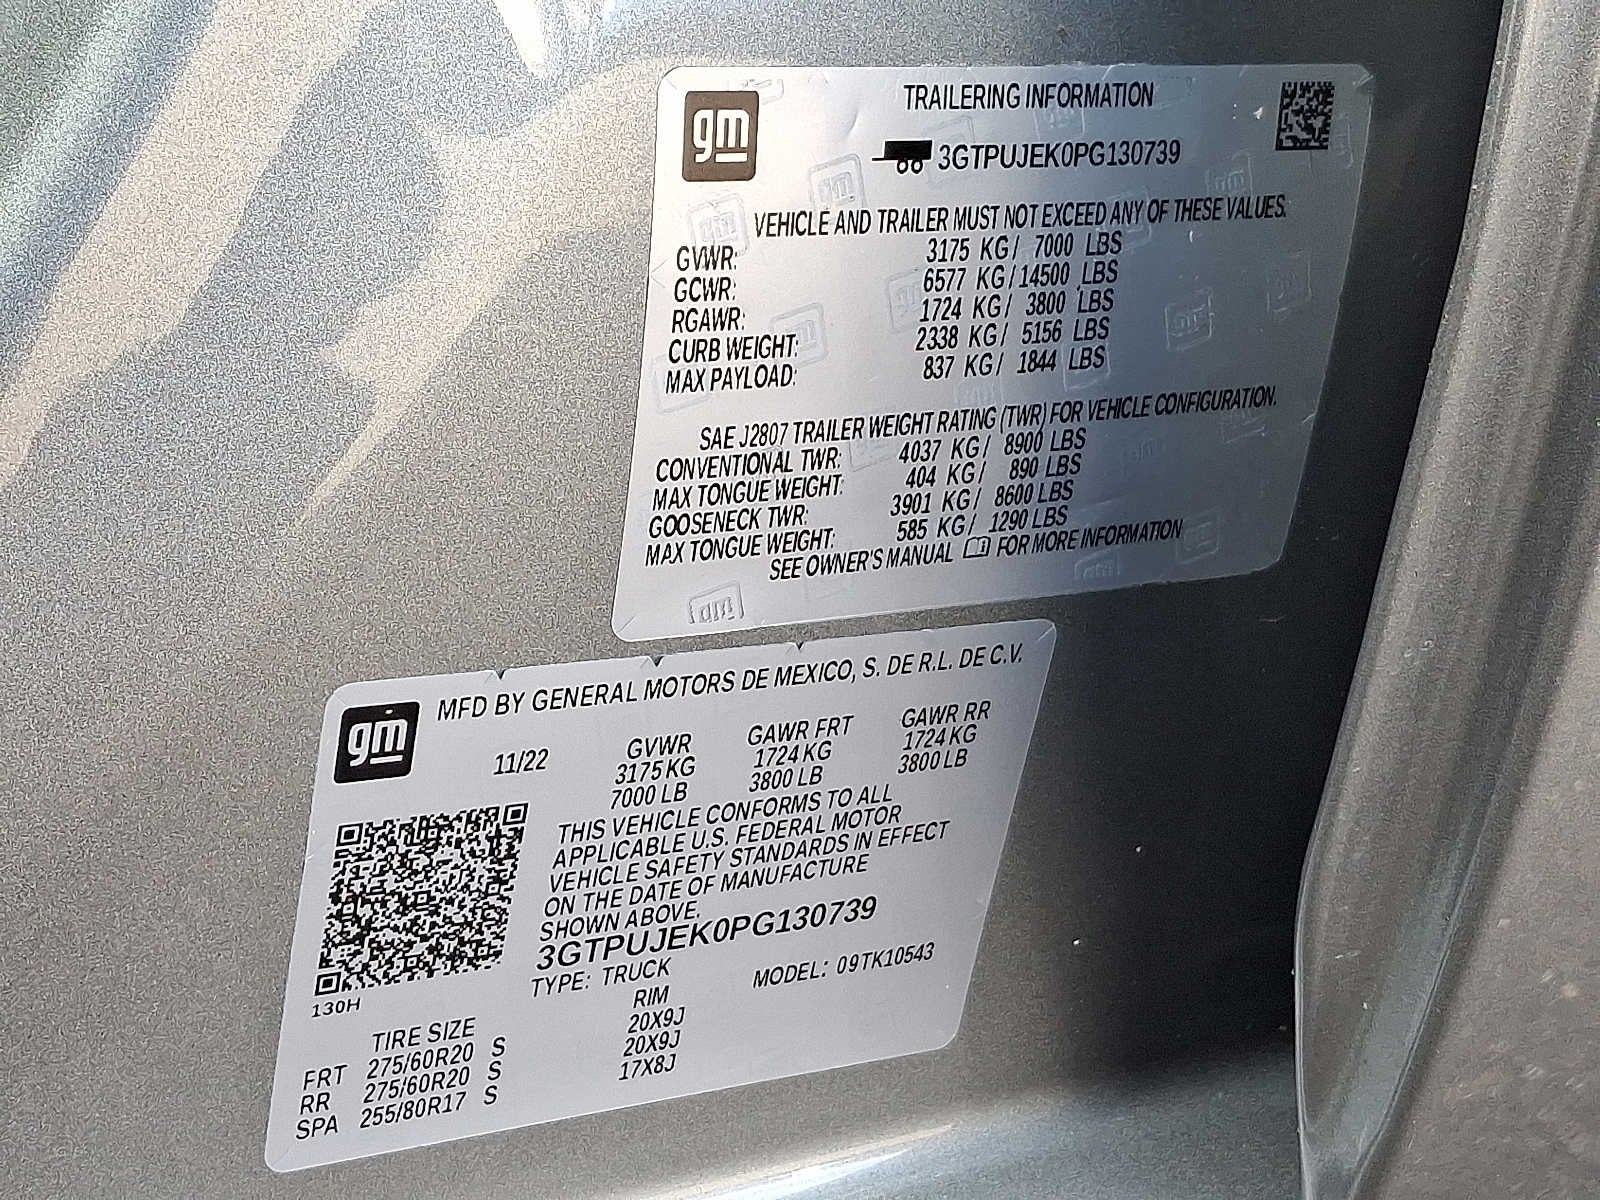 gm
TRAILERING INFORMATION
3GTPUJEK0PG130739
VEHICLE AND TRAILER MUST NOT EXCEED ANY OF THESE VALUES.
GVWR: 3175 KG/ 7000 LBS
GCWR: 6577 KG/14500 LBS
RGAWR: 1724 KG/ 3800 LBS
CURB WEIGHT: 2338 KG/ 5156 LBS
MAX PAYLOAD: 837 KG/ 1844 LBS
SAE J2807 TRAILER WEIGHT RATING (TWR) FOR VEHICLE CONFIGURATION.
CONVENTIONAL TWR: 4037 KG/ 8900 LBS
MAX TONGUE WEIGHT: 404 KG/ 890 LBS
GOOSENECK TWR: 3901 KG/ 8600 LBS
MAX TONGUE WEIGHT: 585 KG/ 1290 LBS
SEE OWNER'S MANUAL FOR MORE INFORMATION
gm
MFD BY GENERAL MOTORS DE MEXICO, S. DE R.L. DE C.V.
11/22 GVWR GAWR FRT GAWR RR
3175 KG 1724 KG 1724 KG
7000 LB 3800 LB 3800 LB
THIS VEHICLE CONFORMS TO ALL
APPLICABLE U.S. FEDERAL MOTOR
VEHICLE SAFETY STANDARDS IN EFFECT
ON THE DATE OF MANUFACTURE
SHOWN ABOVE.
3GTPUJEK0PG130739
TYPE: TRUCK MODEL: 09TK10543
130H
TIRE SIZE RIM
FRT 275/60R20 S 20X9J
RR 275/60R20 S 20X9J
SPA 255/80R17 S 17X8J